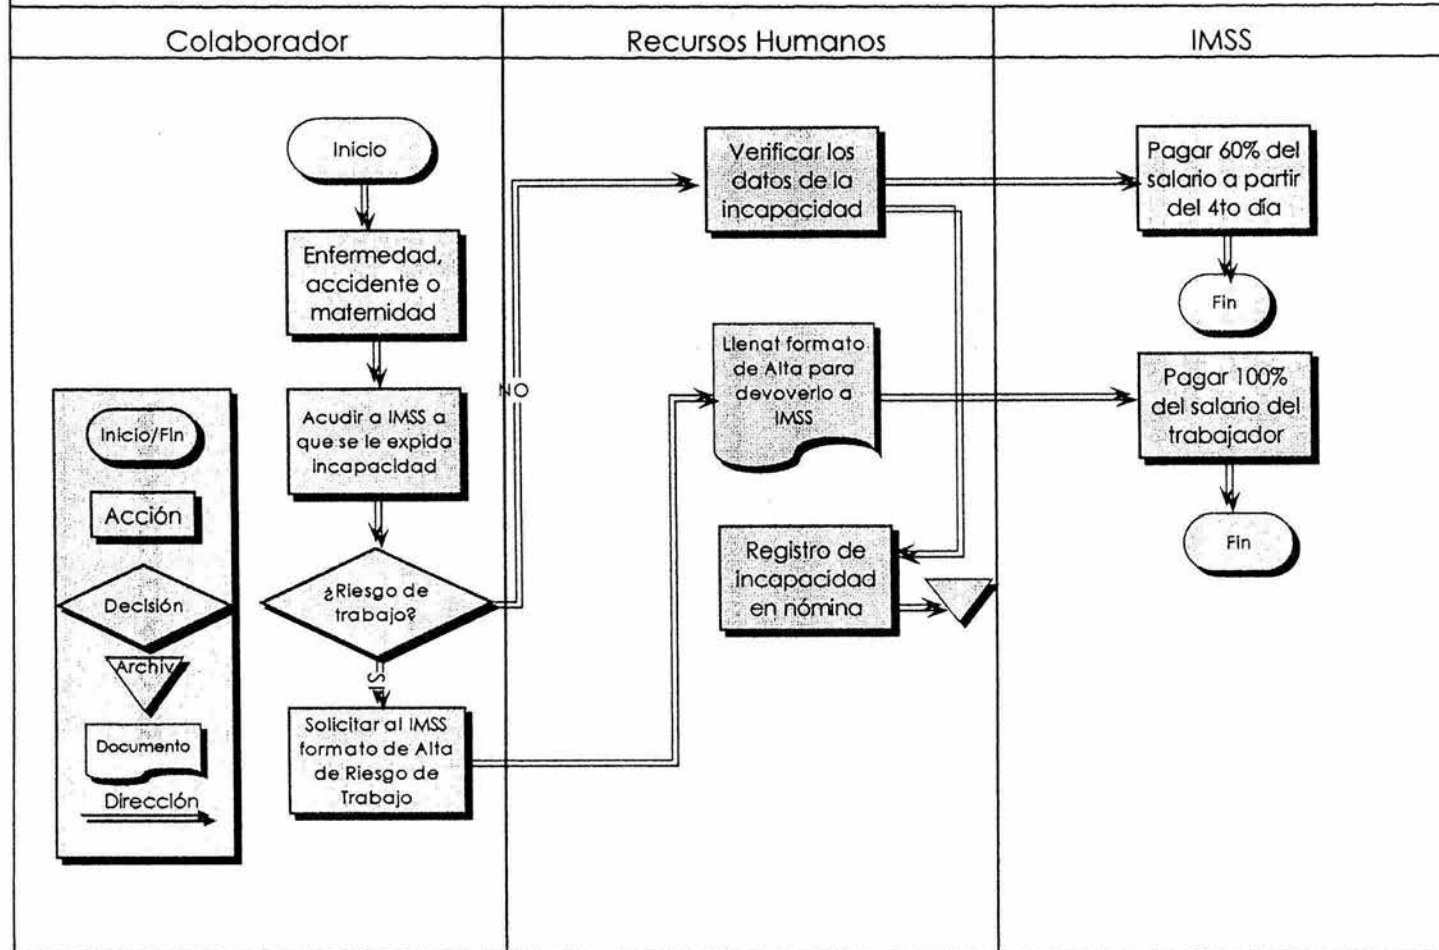 Colaborador
Recursos Humanos
IMSS
Inicio
Enfermedad,
accidente o
maternidad
Acudir a IMSS a
que se le expida
incapacidad
¿Riesgo de
trabajo?
SI
NO
Solicitar al IMSS
formato de Alta
de Riesgo de
Trabajo
Inicio/Fin
Acción
Decisión
Archiv
Documento
Dirección
Verificar los
datos de la
incapacidad
Llenat formato
de Alta para
devoverlo a
IMSS
Registro de
incapacidad
en nómina
Pagar 60% del
salario a partir
del 4to día
Fin
Pagar 100%
del salario del
trabajador
Fin